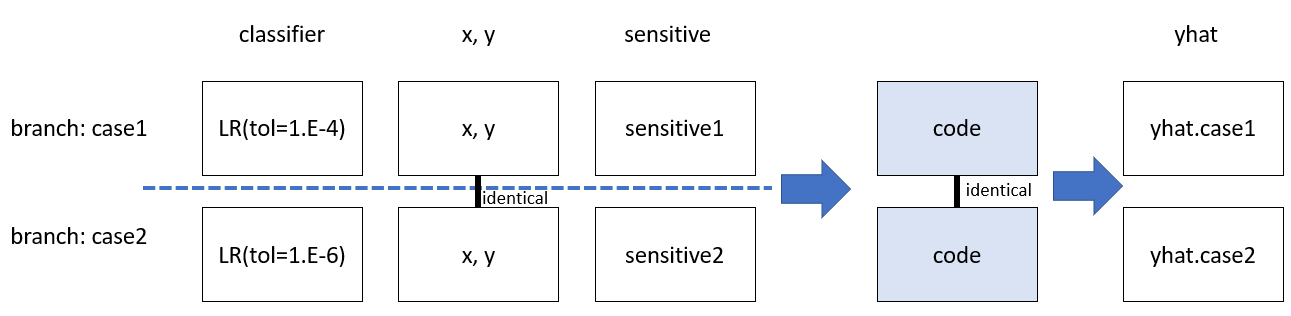 classifier x, y sensitive yhat
branch: case1 LR(tol=1.E-4) x, y sensitive1 code yhat.case1
identical identical
branch: case2 LR(tol=1.E-6) x, y sensitive2 code yhat.case2